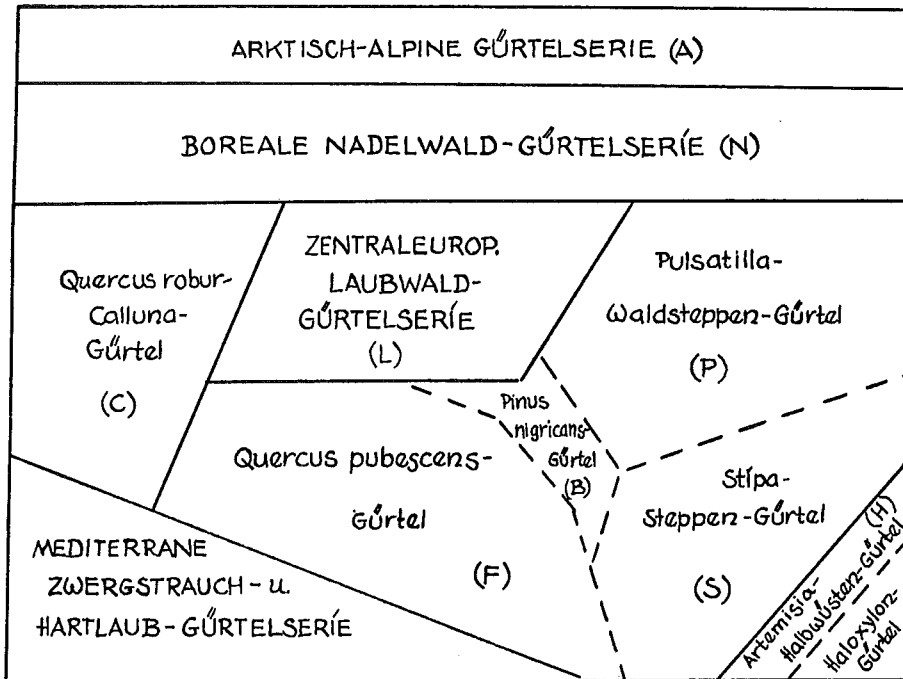 ARKTISCH-ALPINE GÜRTELSERIE (A)
BOREALE NADELWALD-GÜRTELSERIE (N)
Quercus robur-
Calluna-
Gürtel
(C)
ZENTRALEUROP.
LAUBWALD-
GÜRTELSERIE
(L)
Pulsatilla-
Waldsteppen-Gürtel
(P)
Pinus
nigricans-
Gürtel
(B)
Quercus pubescens-
Gürtel
(F)
Stipa-
Steppen-Gürtel
(S)
MEDITERRANE
ZWERGSTRAUCH- u.
HARTLAUB-GÜRTELSERIE
Artemisia-
Halbwüsten-Gürtel
(H)
Haloxylon-
Gürtel